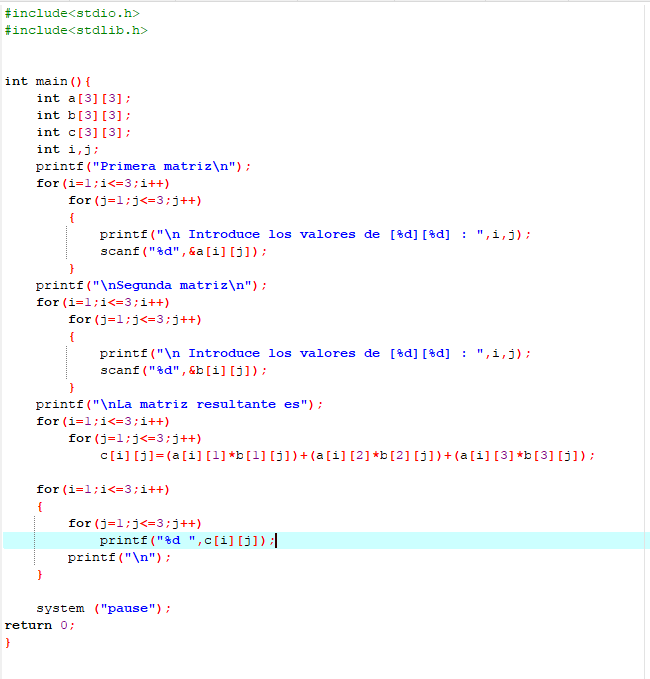 #include<stdio.h>
#include<stdlib.h>
int main(){
int a[3][3];
int b[3][3];
int c[3][3];
int i,j;
printf("Primera matriz\n");
for(i=1;i<=3;i++)
for(j=1;j<=3;j++)
{
printf("\n Introduce los valores de [%d][%d] : ",i,j);
scanf("%d",&a[i][j]);
}
printf("\nSegunda matriz\n");
for(i=1;i<=3;i++)
for(j=1;j<=3;j++)
{
printf("\n Introduce los valores de [%d][%d] : ",i,j);
scanf("%d",&b[i][j]);
}
printf("\nLa matriz resultante es");
for(i=1;i<=3;i++)
for(j=1;j<=3;j++)
c[i][j]=(a[i][1]*b[1][j])+(a[i][2]*b[2][j])+(a[i][3]*b[3][j]);
for(i=1;i<=3;i++)
{
for(j=1;j<=3;j++)
printf("%d ",c[i][j]);
printf("\n");
}
system ("pause");
return 0;
}